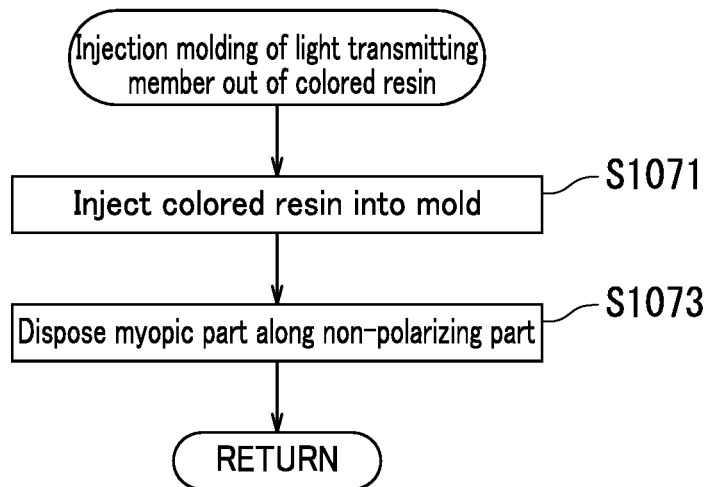 Injection molding of light transmitting
member out of colored resin
S1071
Inject colored resin into mold
S1073
Dispose myopic part along non-polarizing part
RETURN